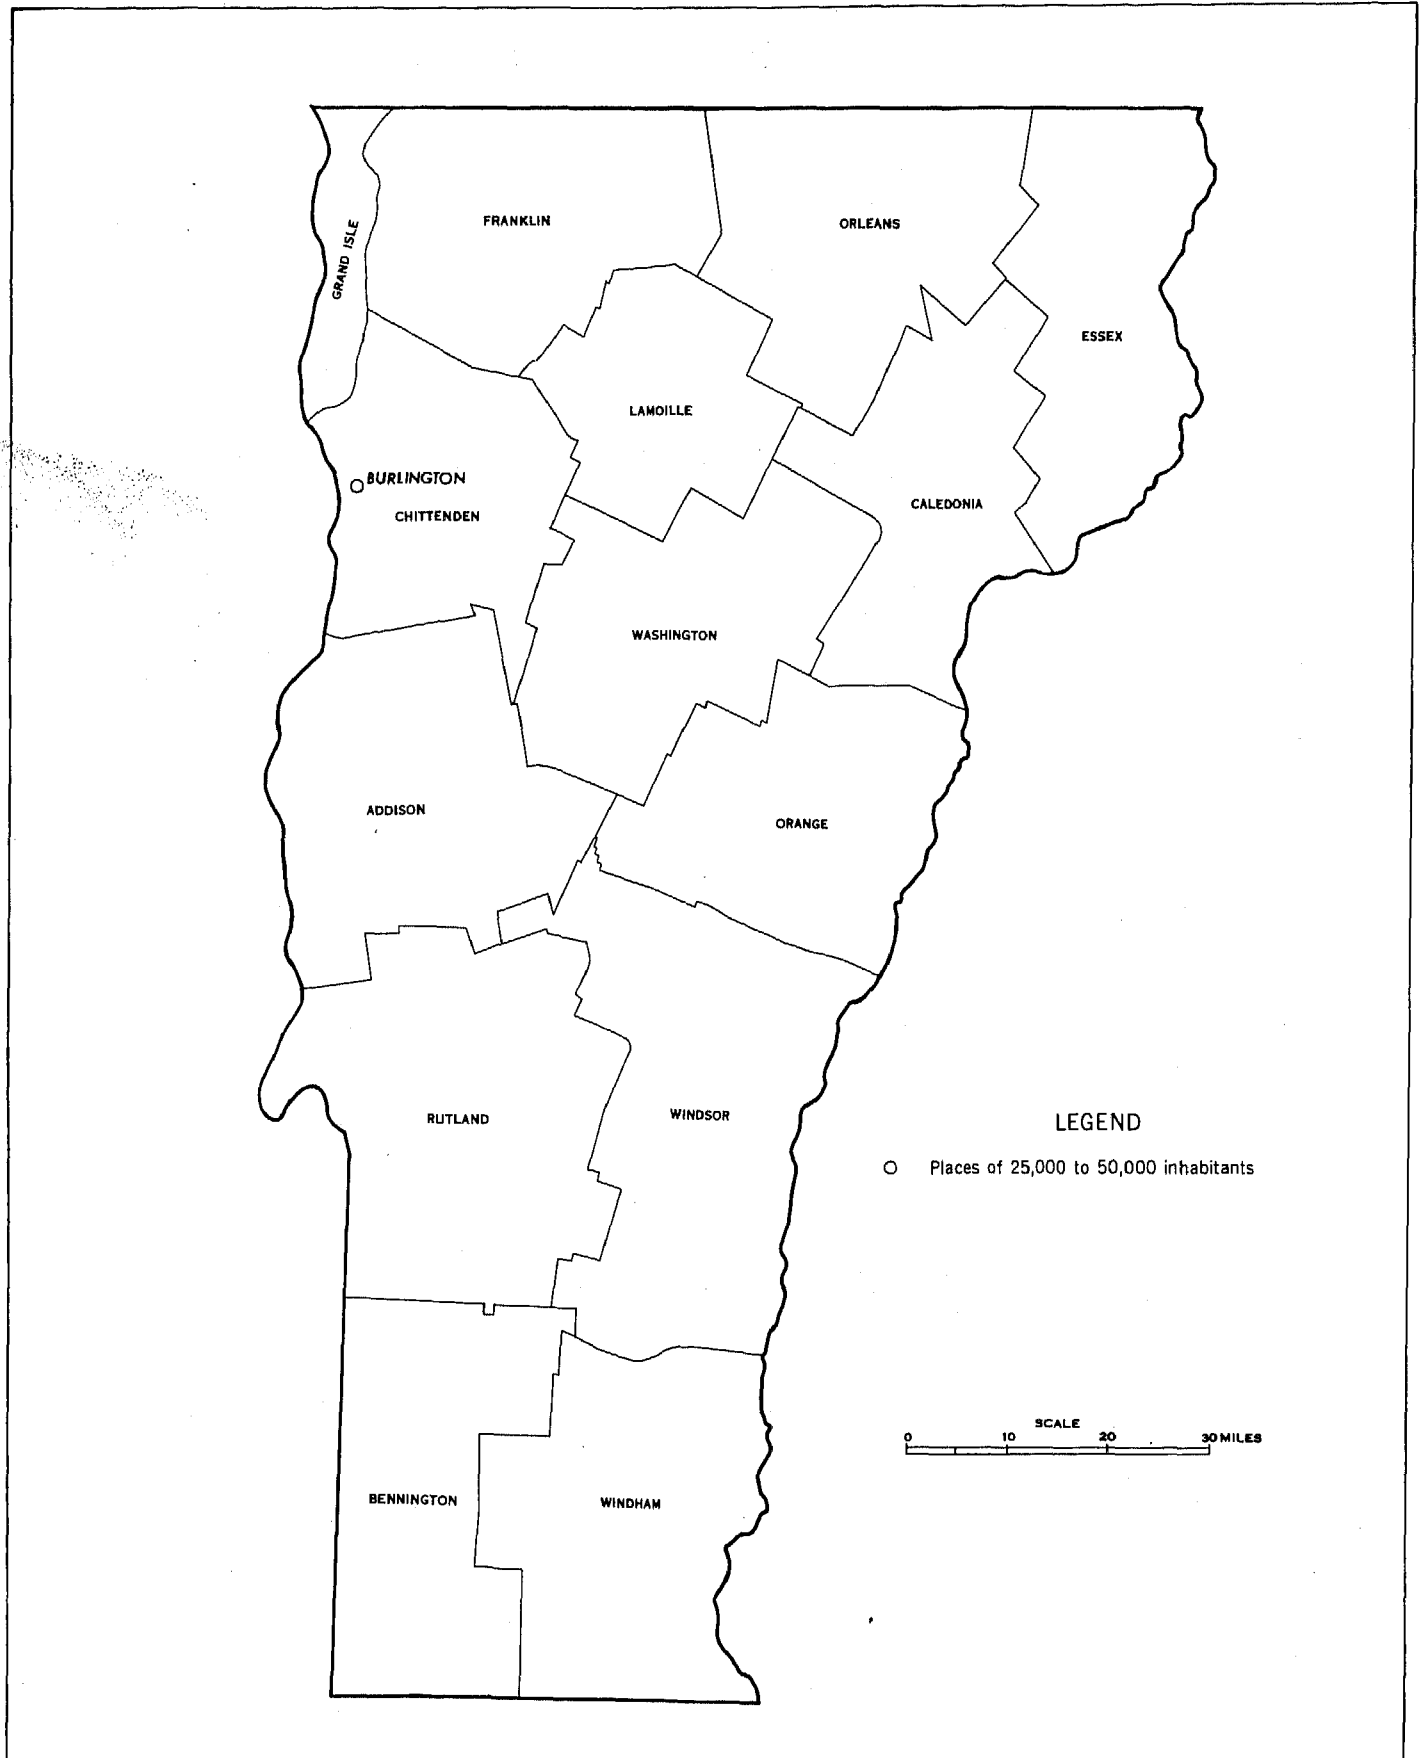 FRANKLIN
ORLEANS
GRAND ISLE
ESSEX
LAMOILLE
BURLINGTON
CHITTENDEN
CALEDONIA
WASHINGTON
ADDISON
ORANGE
RUTLAND
WINDSOR
LEGEND
Places of 25,000 to 50,000 inhabitants
SCALE
0 10 20 30 MILES
BENNINGTON
WINDHAM